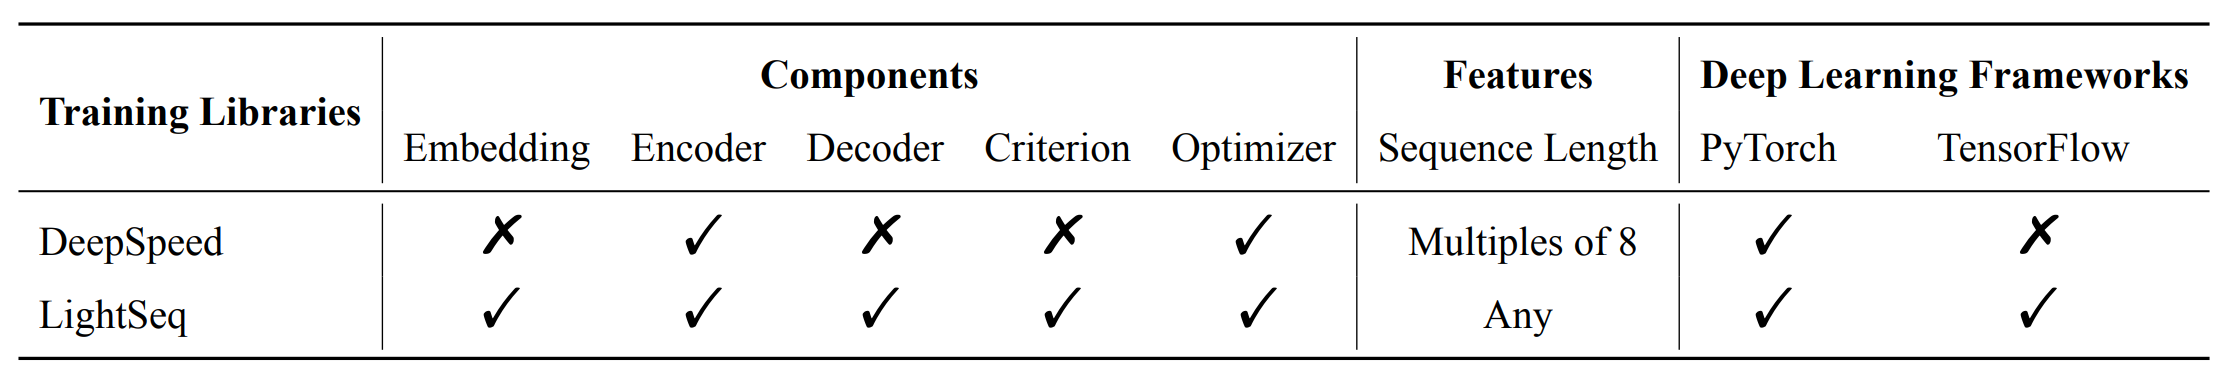 Components Features Deep Learning Frameworks
Training Libraries
Embedding Encoder Decoder Criterion Optimizer Sequence Length PyTorch TensorFlow
DeepSpeed ✗ ✓ ✗ ✗ ✓ Multiples of 8 ✓ ✗
LightSeq ✓ ✓ ✓ ✓ ✓ Any ✓ ✓